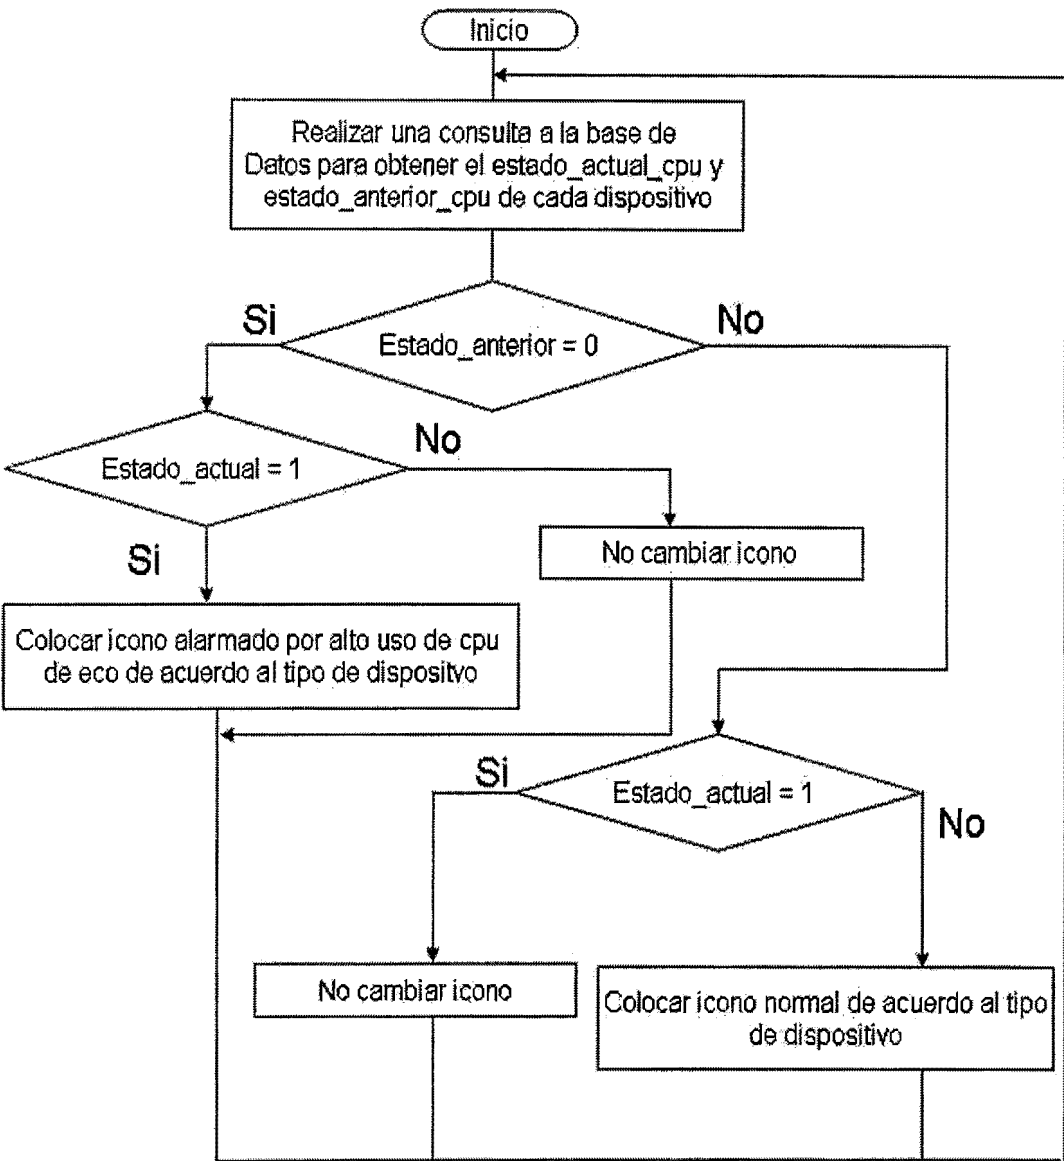 Inicio
Realizar una consulta a la base de
Datos para obtener el estado_actual_cpu y
estado_anterior_cpu de cada dispositivo
Si
No
Estado_anterior = 0
No
Estado_actual = 1
Si
No cambiar icono
Colocar icono alarmado por alto uso de cpu
de eco de acuerdo al tipo de dispositvo
Si
Estado_actual = 1
No
No cambiar icono
Colocar icono normal de acuerdo al tipo
de dispositivo